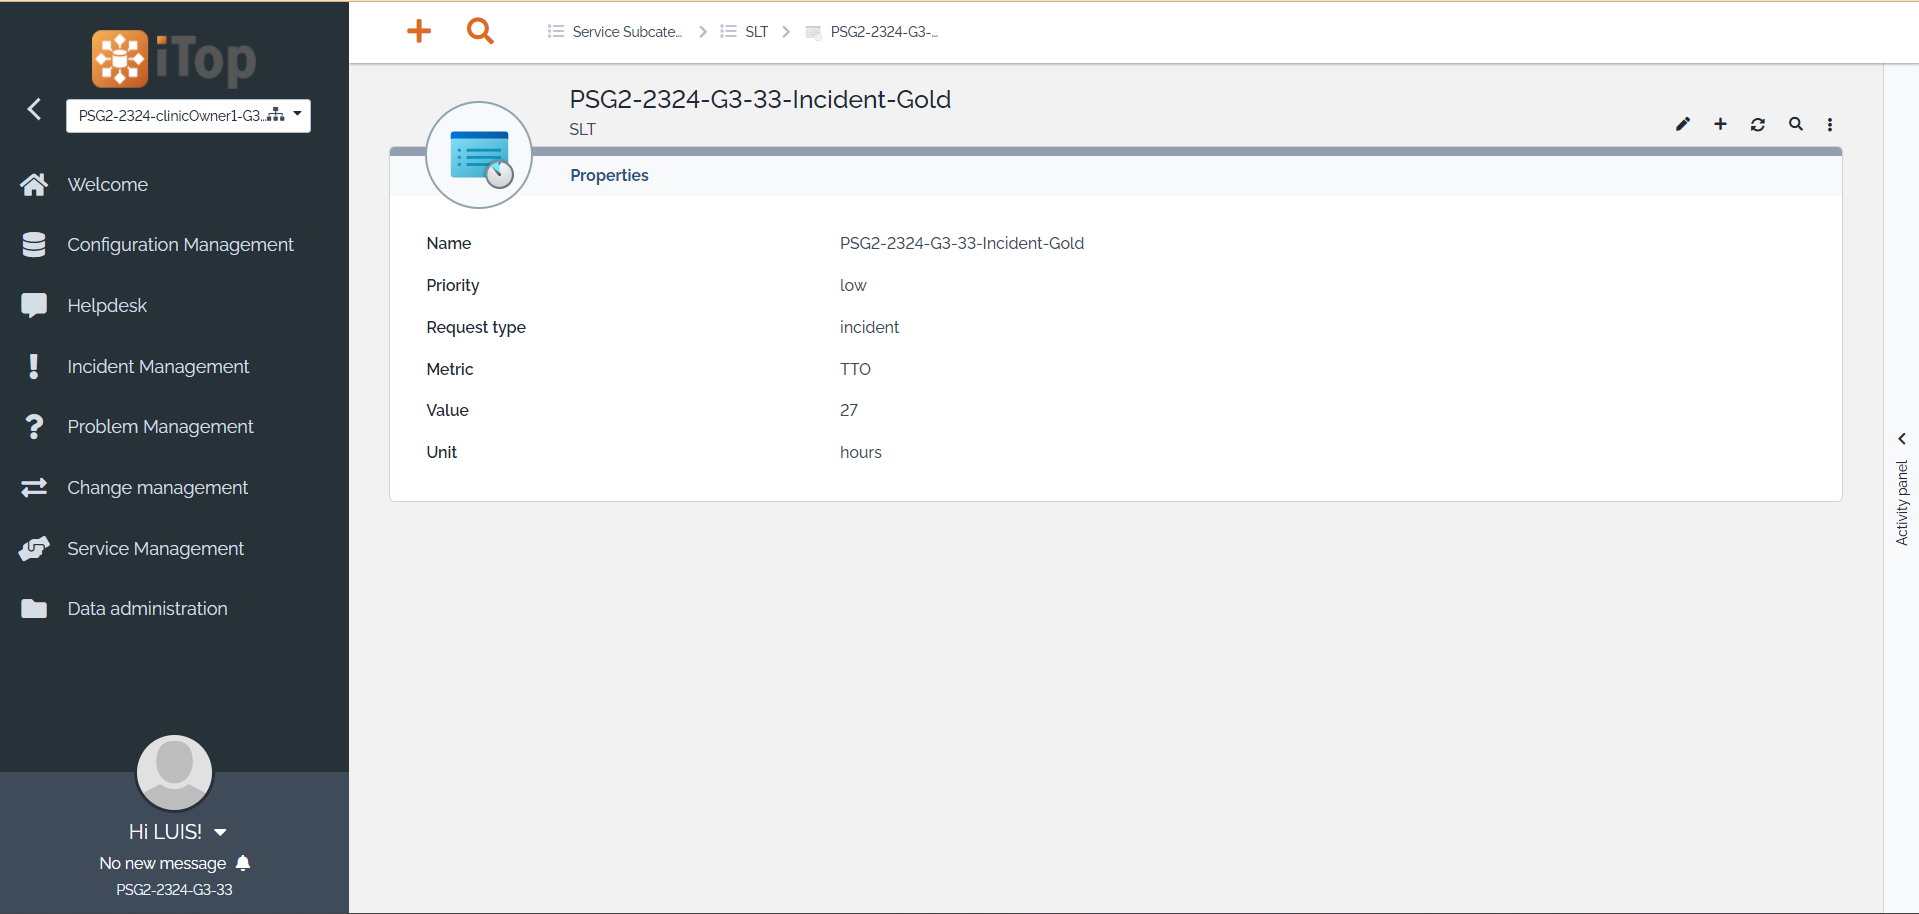 iTop
PSG2-2324-clinicOwner1-G3...
Welcome
Configuration Management
Helpdesk
Incident Management
Problem Management
Change management
Service Management
Data administration
Hi LUIS!
No new message
PSG2-2324-G3-33
Service Subcate... SLT PSG2-2324-G3-...
PSG2-2324-G3-33-Incident-Gold
SLT
Properties
Name PSG2-2324-G3-33-Incident-Gold
Priority low
Request type incident
Metric TTO
Value 27
Unit hours
Activity panel